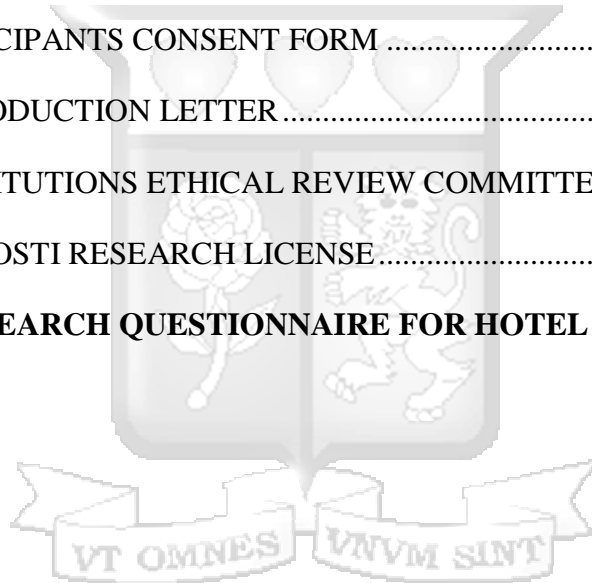 CIPANTS CONSENT FORM ..........................
ODUCTION LETTER.......................................
ITUTIONS ETHICAL REVIEW COMMITTE
OSTI RESEARCH LICENSE...........................
EARCH QUESTIONNAIRE FOR HOTEL
VT OMNES VNVM SINT